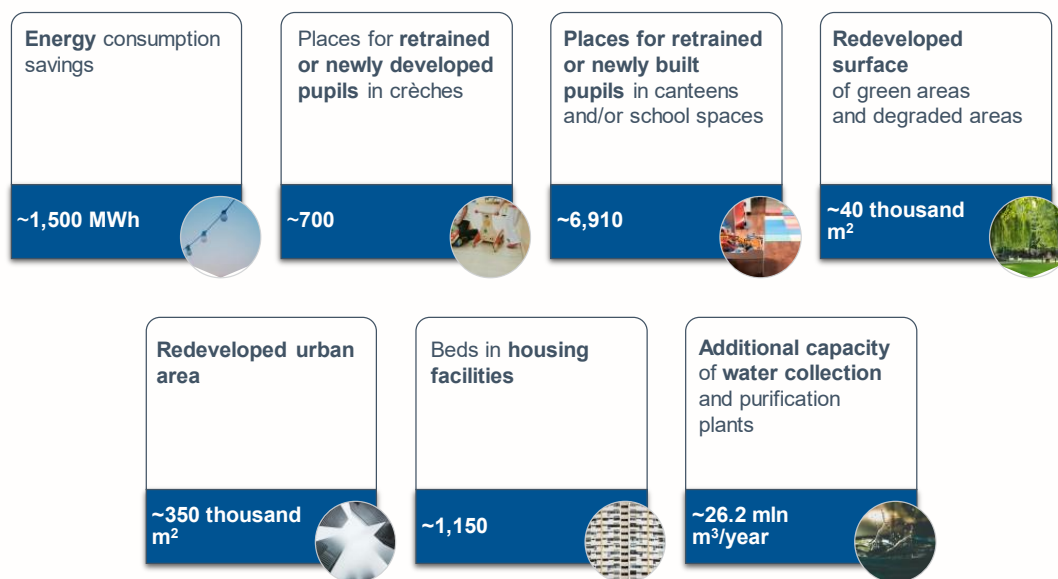 Energy consumption
savings
~1,500 MWh
Places for retrained
or newly developed
pupils in crèches
~700
Places for retrained
or newly built
pupils in canteens
and/or school spaces
~6,910
Redeveloped
surface
of green areas
and degraded areas
~40 thousand
m²
Redeveloped urban
area
~350 thousand
m²
Beds in housing
facilities
~1,150
Additional capacity
of water collection
and purification
plants
~26.2 mln
m³/year